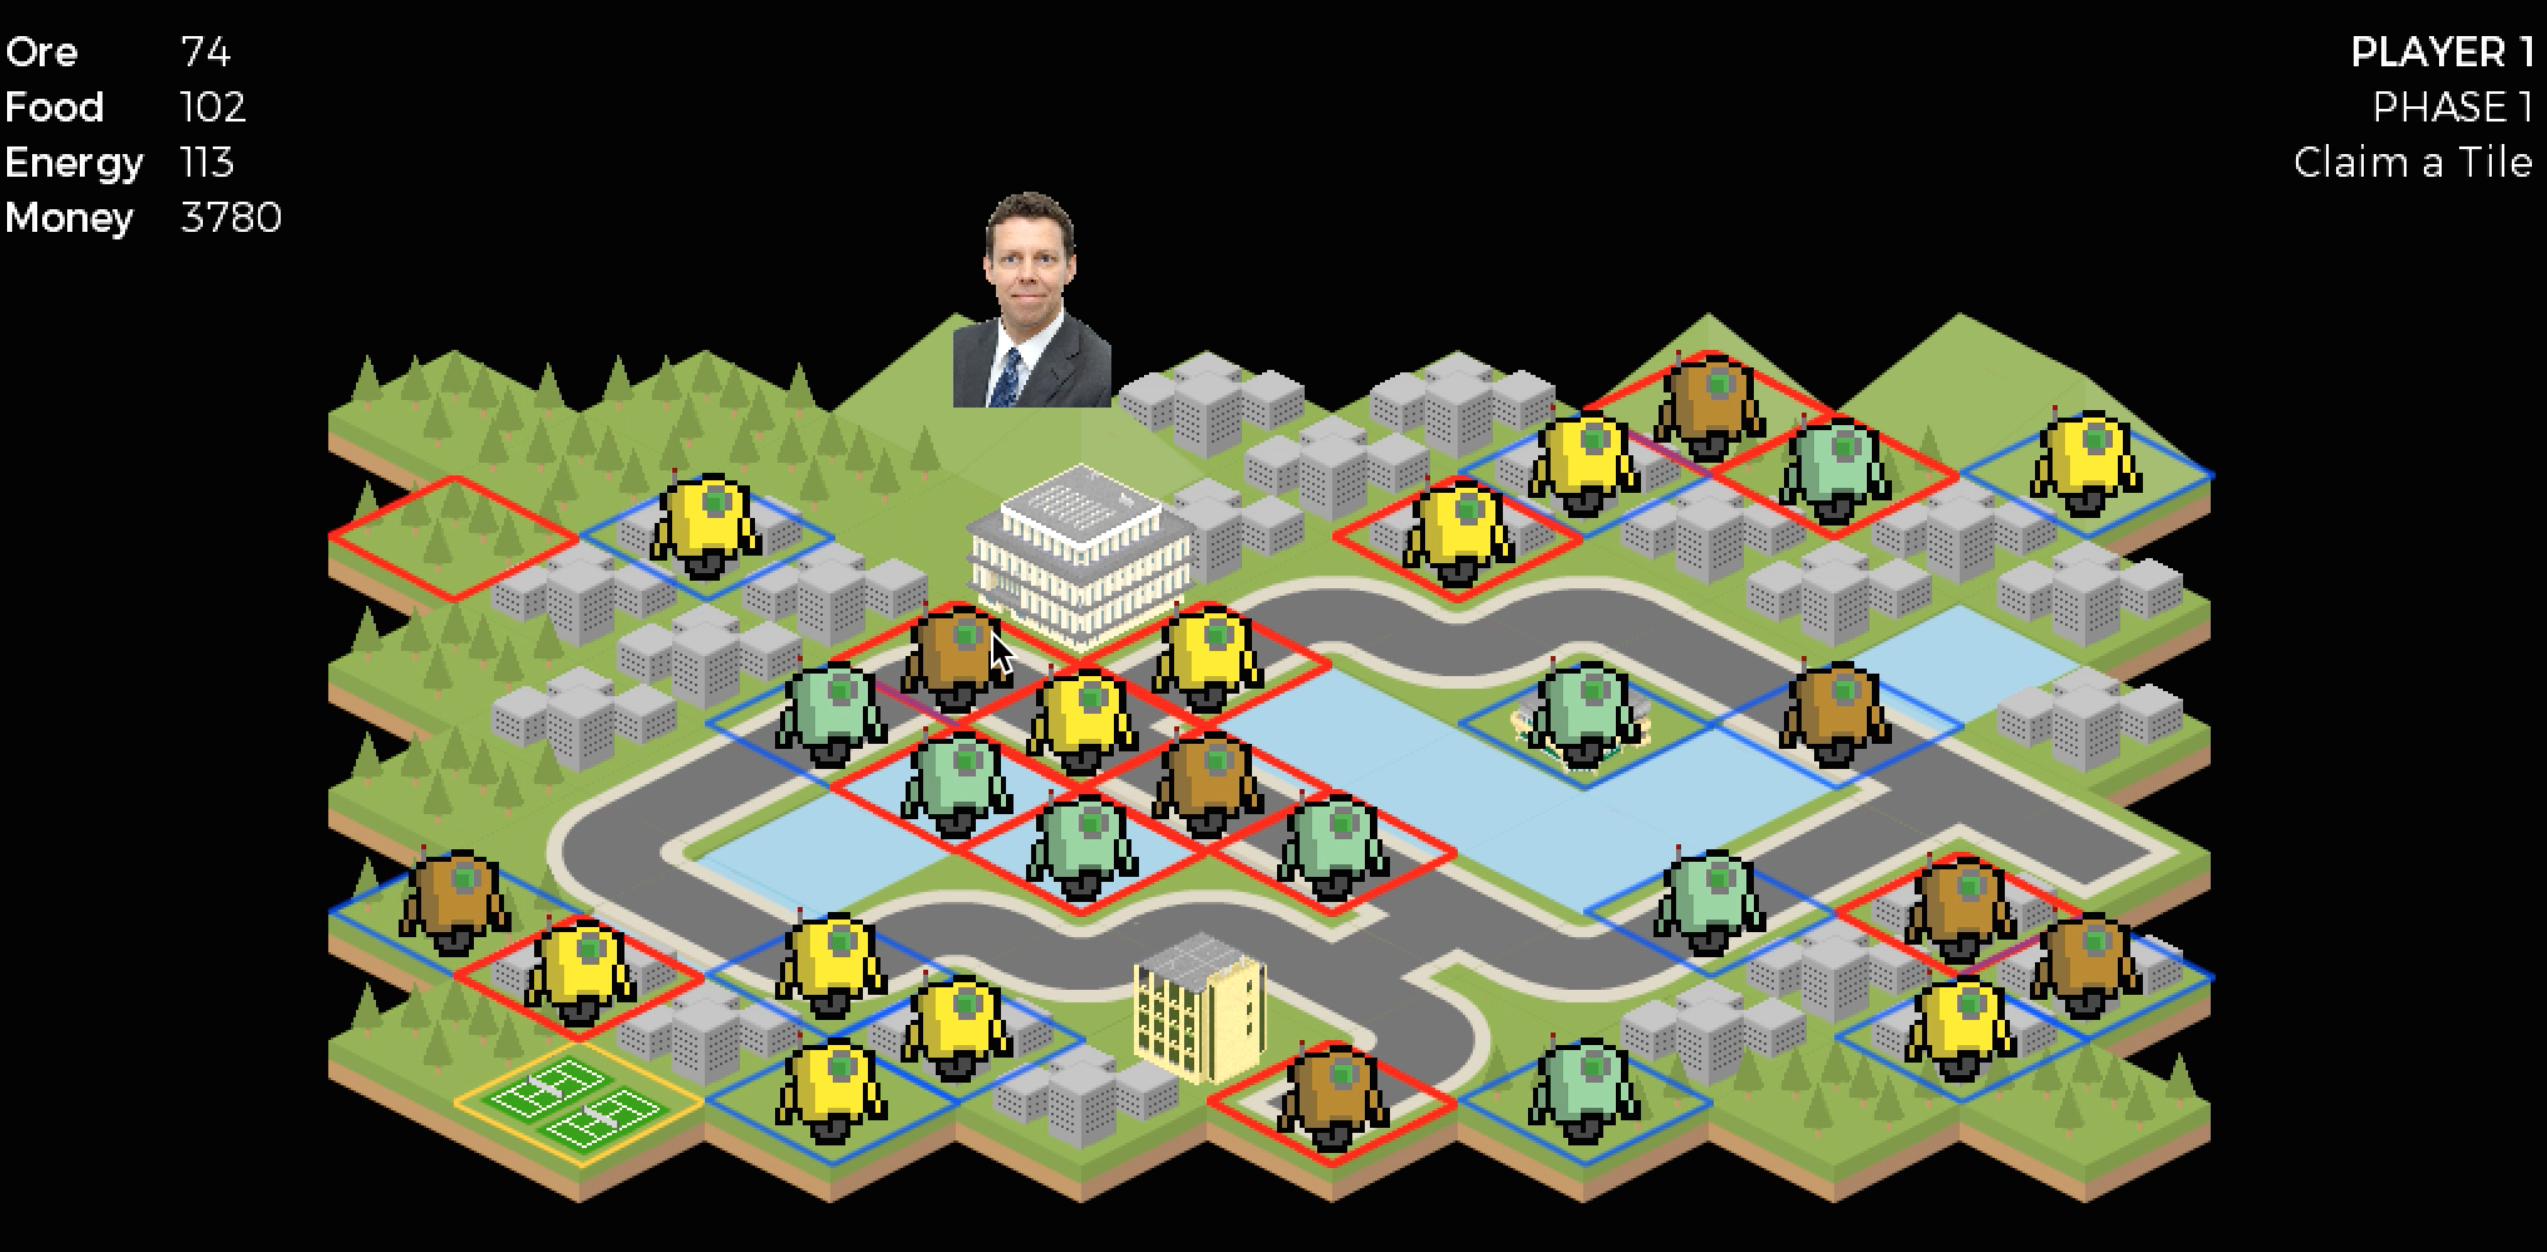 Ore 74
Food 102
Energy 113
Money 3780
PLAYER 1
PHASE 1
Claim a Tile